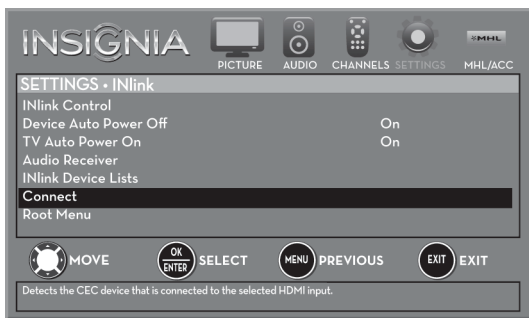 INSIGNIA
PICTURE AUDIO CHANNELS SETTINGS MHL/ACC
MHL
SETTINGS • INlink
INlink Control
Device Auto Power Off On
TV Auto Power On On
Audio Receiver
INlink Device Lists
Connect
Root Menu
MOVE OK ENTER SELECT MENU PREVIOUS EXIT EXIT
Detects the CEC device that is connected to the selected HDMI input.